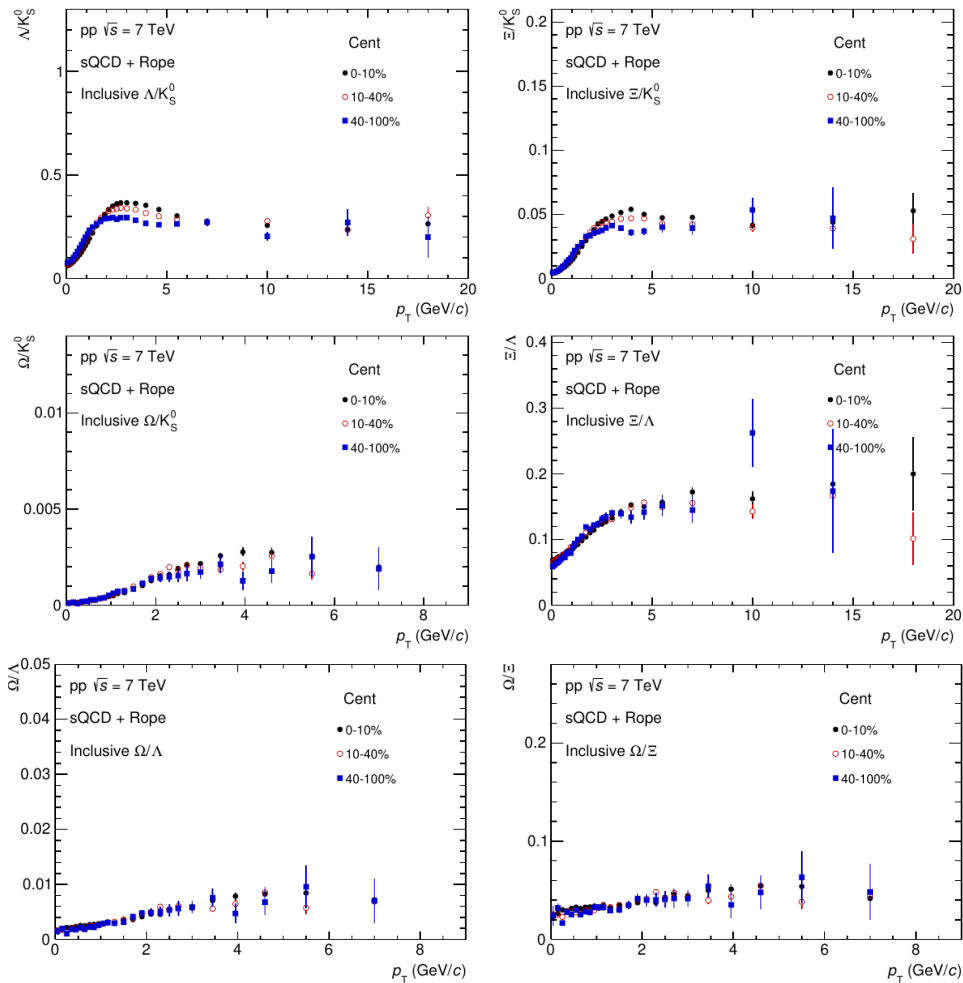 Λ/K⁰_S
pp √s = 7 TeV
sQCD + Rope
Inclusive Λ/K⁰_S
Cent
0-10%
10-40%
40-100%
1
0.5
0
0
5
10
15
20
p_T (GeV/c)
Ξ/K⁰_S
pp √s = 7 TeV
sQCD + Rope
Inclusive Ξ/K⁰_S
Cent
0-10%
10-40%
40-100%
0.2
0.15
0.1
0.05
0
0
5
10
15
20
p_T (GeV/c)
Ω/K⁰_S
pp √s = 7 TeV
sQCD + Rope
Inclusive Ω/K⁰_S
Cent
0-10%
10-40%
40-100%
0.01
0.005
0
0
2
4
6
8
p_T (GeV/c)
Ξ/Λ
pp √s = 7 TeV
sQCD + Rope
Inclusive Ξ/Λ
Cent
0-10%
10-40%
40-100%
0.4
0.3
0.2
0.1
0
0
5
10
15
20
p_T (GeV/c)
Ω/Λ
pp √s = 7 TeV
sQCD + Rope
Inclusive Ω/Λ
Cent
0-10%
10-40%
40-100%
0.05
0.04
0.03
0.02
0.01
0
0
2
4
6
8
p_T (GeV/c)
Ω/Ξ
pp √s = 7 TeV
sQCD + Rope
Inclusive Ω/Ξ
Cent
0-10%
10-40%
40-100%
0.2
0.1
0
0
2
4
6
8
p_T (GeV/c)